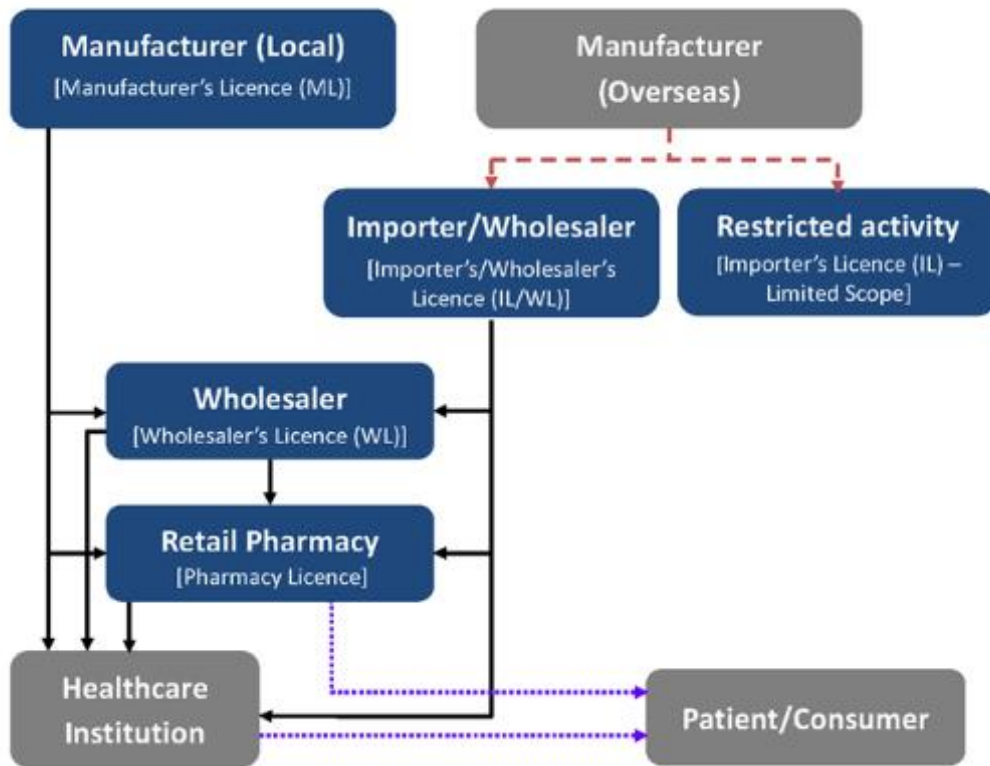 Manufacturer (Local)
[Manufacturer's Licence (ML)]
Manufacturer
(Overseas)
Importer/Wholesaler
[Importer's/Wholesaler's
Licence (IL/WL)]
Restricted activity
[Importer's Licence (IL) –
Limited Scope]
Wholesaler
[Wholesaler's Licence (WL)]
Retail Pharmacy
[Pharmacy Licence]
Healthcare
Institution
Patient/Consumer